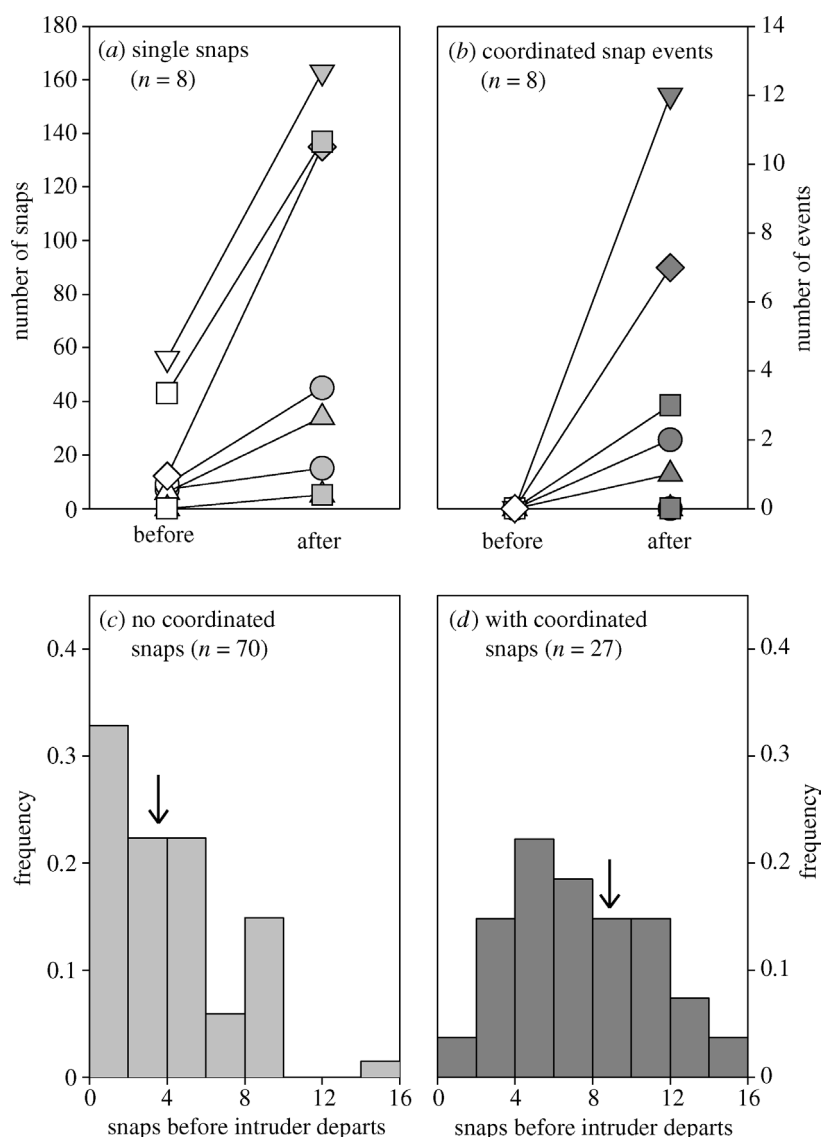 (a) single snaps
(n = 8)
number of snaps
180
160
140
120
100
80
60
40
20
0
before
after
(b) coordinated snap events
(n = 8)
14
12
10
8
6
4
2
0
number of events
before
after
(c) no coordinated
snaps (n = 70)
frequency
0.4
0.3
0.2
0.1
0
0
4
8
12
16
snaps before intruder departs
(d) with coordinated
snaps (n = 27)
0.4
0.3
0.2
0.1
0
frequency
0
4
8
12
16
snaps before intruder departs